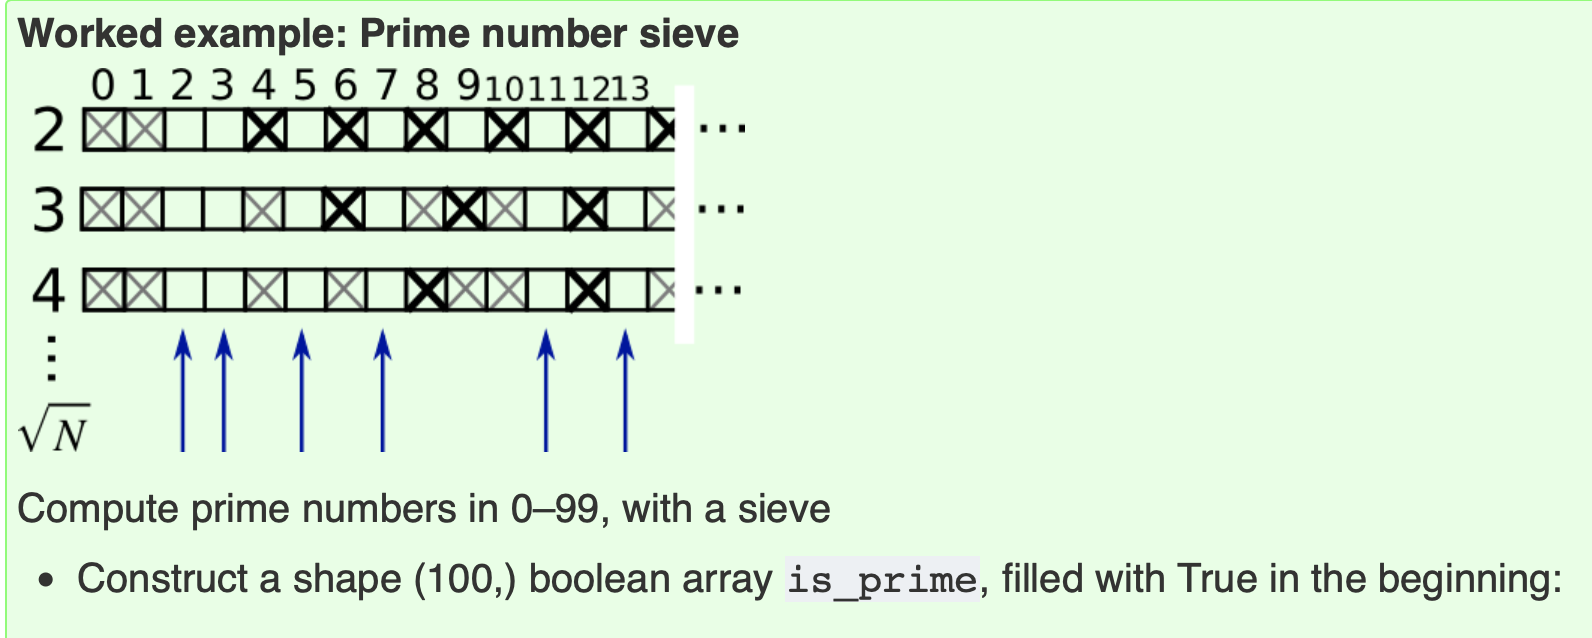 Worked example: Prime number sieve
0 1 2 3 4 5 6 7 8 9 10 11 12 13
2 ...
3 ...
4 ...
⋮
√N
Compute prime numbers in 0–99, with a sieve
• Construct a shape (100,) boolean array is_prime, filled with True in the beginning: